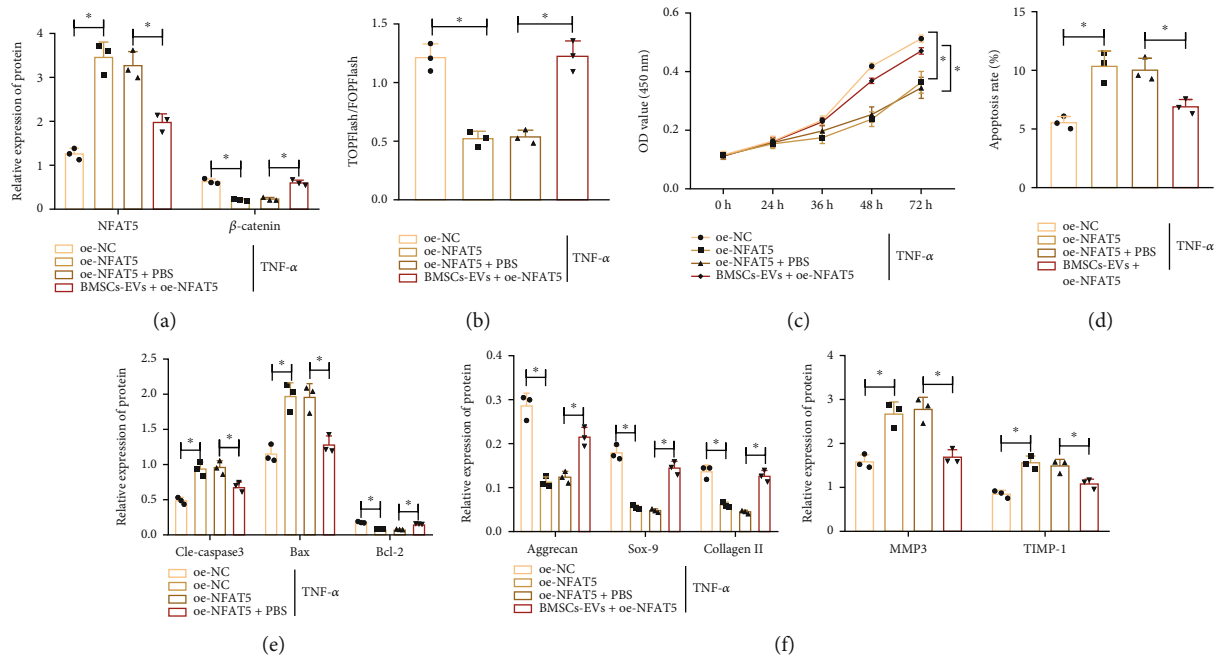 Relative expression of protein
4
3
2
1
0
*
*
*
*
NFAT5
β-catenin
oe-NC
oe-NFAT5
oe-NFAT5 + PBS
BMSCs-EVs + oe-NFAT5
TNF-α
(a)
TOPFlash/FOPFlash
1.5
1.0
0.5
0.0
*
*
oe-NC
oe-NFAT5
oe-NFAT5 + PBS
BMSCs-EVs + oe-NFAT5
TNF-α
(b)
OD value (450 nm)
0.6
0.4
0.2
0.0
0 h
24 h
36 h
48 h
72 h
*
*
oe-NC
oe-NFAT5
oe-NFAT5 + PBS
BMSCs-EVs + oe-NFAT5
TNF-α
(c)
Apoptosis rate (%)
15
10
5
0
*
*
oe-NC
oe-NFAT5
oe-NFAT5 + PBS
BMSCs-EVs +
oe-NFAT5
TNF-α
(d)
Relative expression of protein
2.5
2.0
1.5
1.0
0.5
0.0
*
*
*
*
*
*
Cle-caspase3
Bax
Bcl-2
oe-NC
oe-NC
oe-NFAT5
oe-NFAT5 + PBS
TNF-α
(e)
Relative expression of protein
0.4
0.3
0.2
0.1
0.0
*
*
*
*
*
*
Aggrecan
Sox-9
Collagen II
oe-NC
oe-NFAT5
oe-NFAT5 + PBS
BMSCs-EVs + oe-NFAT5
TNF-α
Relative expression of protein
4
3
2
1
0
*
*
*
*
MMP3
TIMP-1
(f)